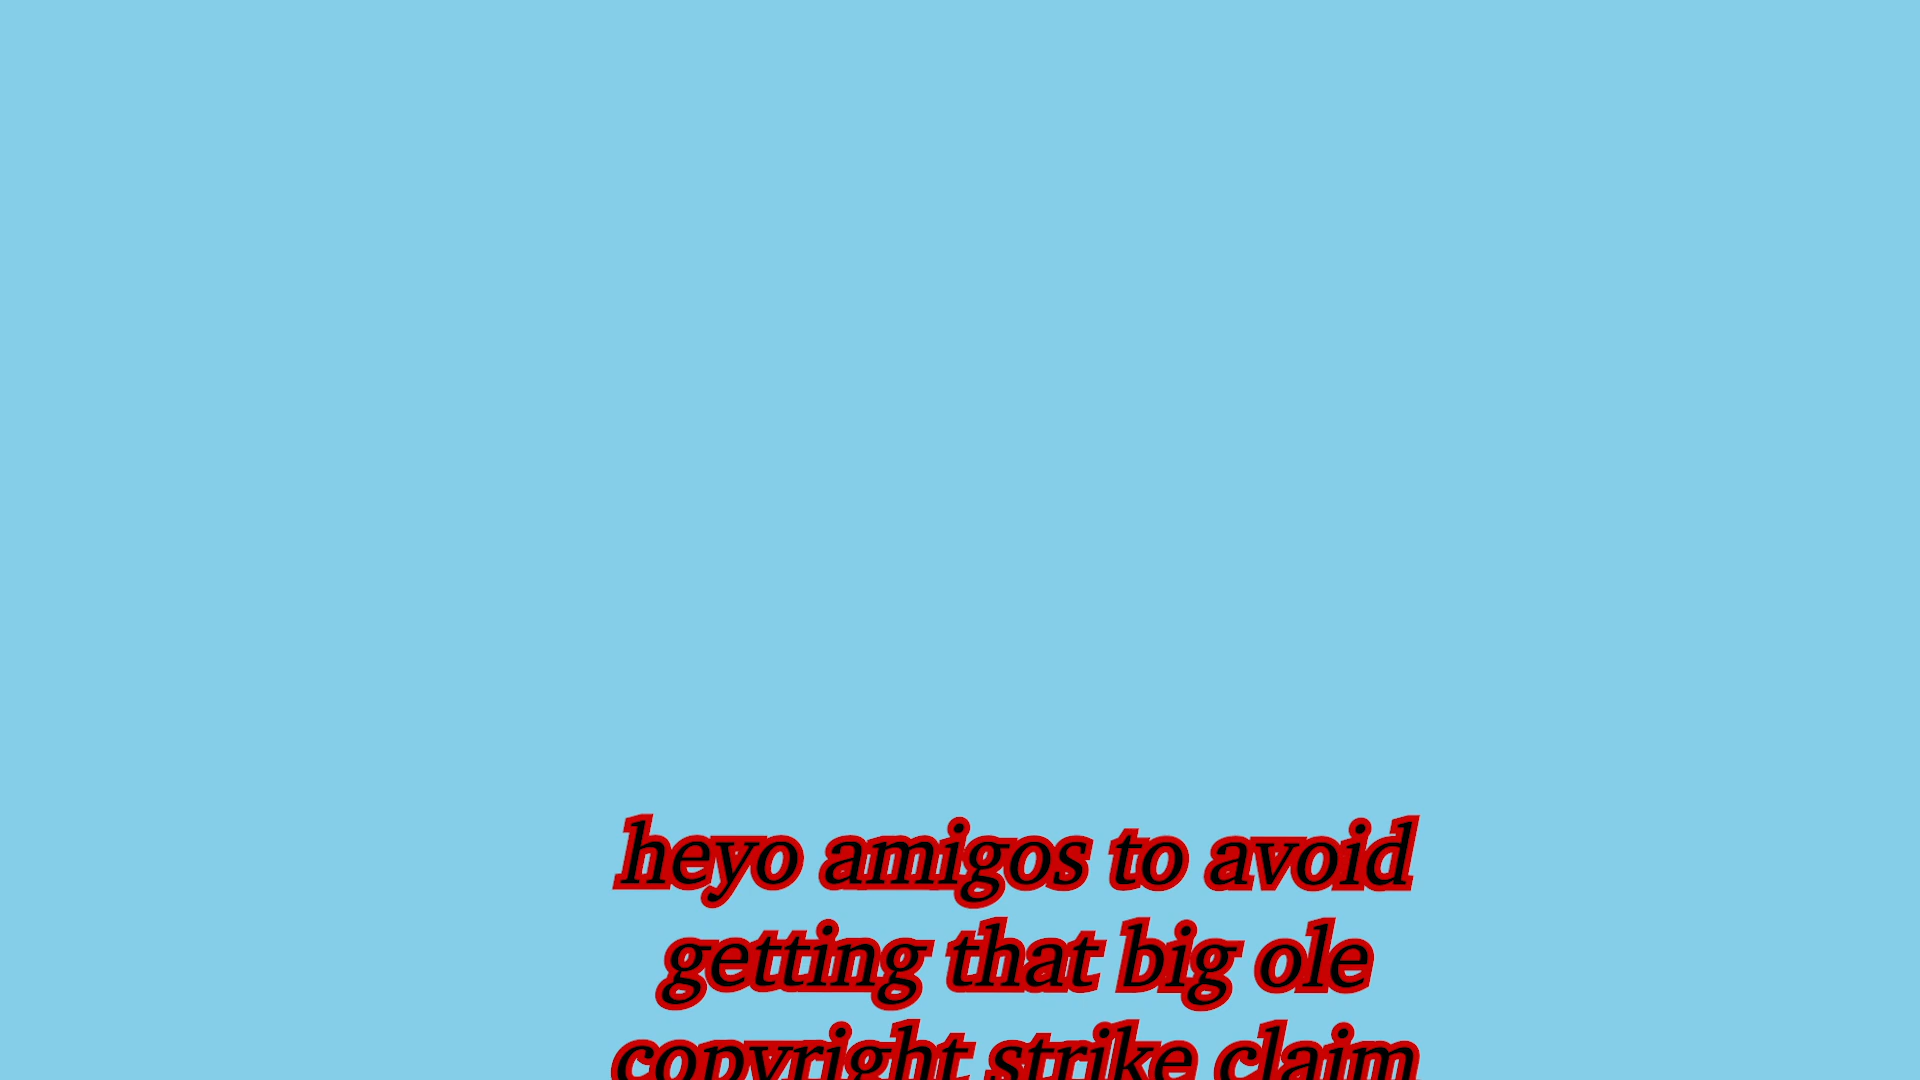 heyo amigos to avoid
getting that big ole
copyright strike claim